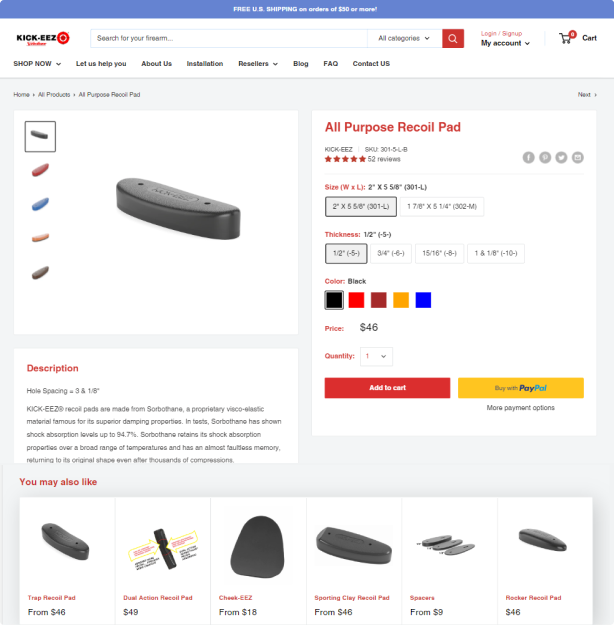 FREE U.S. SHIPPING on orders of $50 or more!
KICK-EEZ
Sorbothane
Search for your firearm...
All categories
Login / Signup
My account
0
Cart
SHOP NOW
Let us help you
About Us
Installation
Resellers
Blog
FAQ
Contact US
Home › All Products › All Purpose Recoil Pad
Next ›
All Purpose Recoil Pad
KICK-EEZ
SKU: 301-5-L-B
52 reviews
Size (W x L): 2" X 5 5/8" (301-L)
2" X 5 5/8" (301-L)
1 7/8" X 5 1/4" (302-M)
Thickness: 1/2" (-5-)
1/2" (-5-)
3/4" (-6-)
15/16" (-8-)
1 & 1/8" (-10-)
Color: Black
Price:
$46
Quantity:
1
Add to cart
Buy with PayPal
More payment options
Description
Hole Spacing = 3 & 1/8"
KICK-EEZ® recoil pads are made from Sorbothane, a proprietary visco-elastic
material famous for its superior damping properties. In tests, Sorbothane has shown
shock absorption levels up to 94.7%. Sorbothane retains its shock absorption
properties over a broad range of temperatures and has an almost faultless memory,
returning to its original shape even after thousands of compressions.
You may also like
Trap Recoil Pad
From $46
Dual Action Recoil Pad
$49
Cheek-EEZ
From $18
Sporting Clay Recoil Pad
From $46
Spacers
From $9
Rocker Recoil Pad
$46